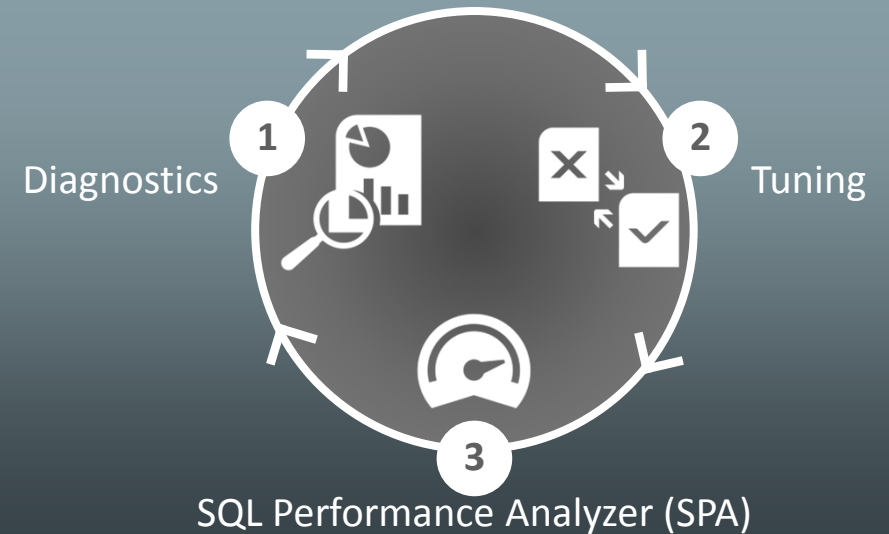 1
Diagnostics
2
Tuning
3
SQL Performance Analyzer (SPA)